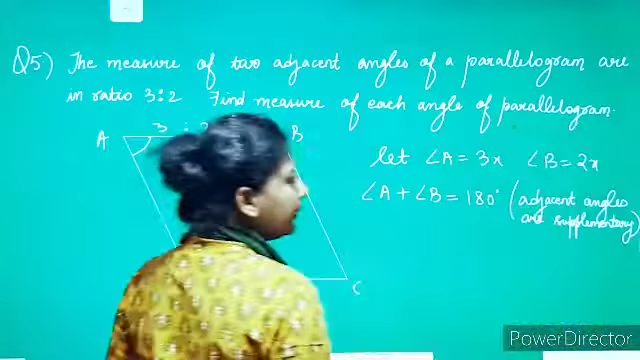 Q5) The measure of two adjacent angles of a parallelogram are
in ratio 3:2 Find measure of each angle of parallelogram.
A 3 : B
let ∠A = 3x ∠B = 2x
∠A + ∠B = 180° (adjacent angles
are supplementary)
C
PowerDirector